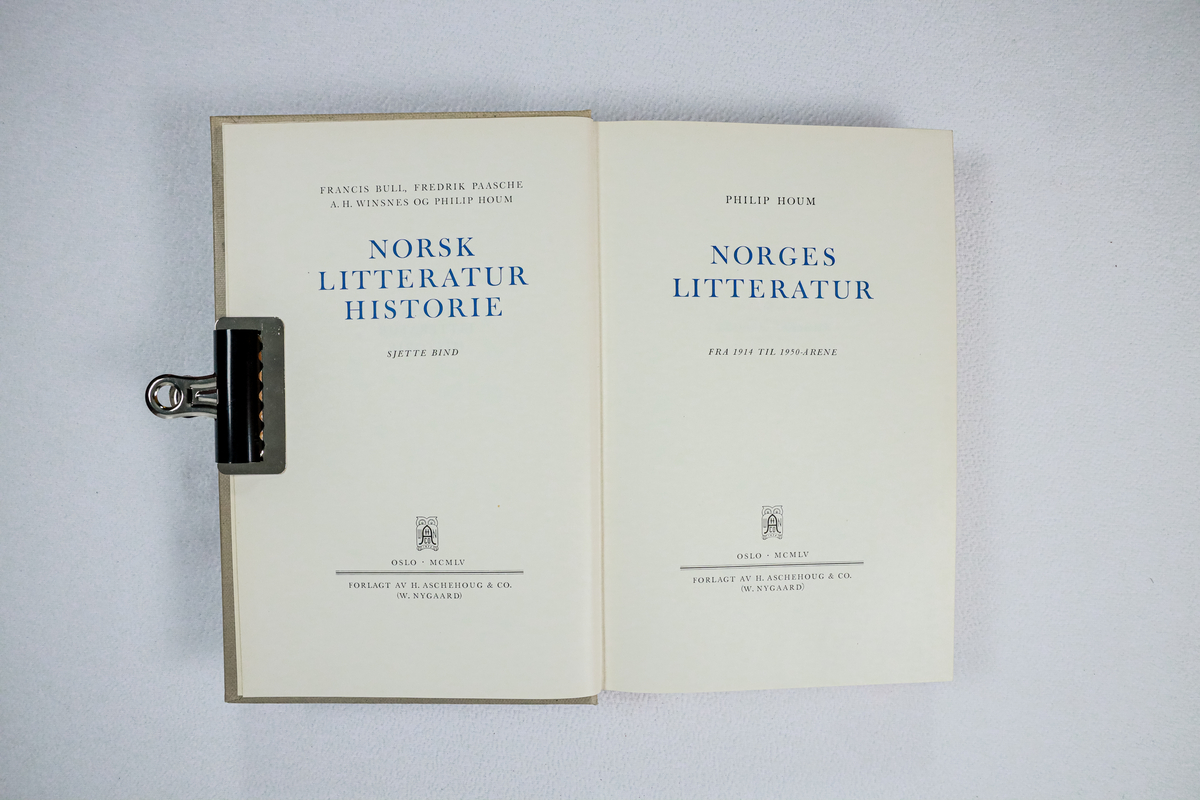 FRANCIS BULL, FREDRIK PAASCHE
A. H. WINSNES OG PHILIP HOUM
NORSK
LITTERATUR
HISTORIE
SJETTE BIND
OSLO · MCMLV
FORLAGT AV H. ASCHEHOUG & CO.
(W. NYGAARD)
PHILIP HOUM
NORGES
LITTERATUR
FRA 1914 TIL 1950-ARENE
OSLO · MCMLV
FORLAGT AV H. ASCHEHOUG & CO.
(W. NYGAARD)